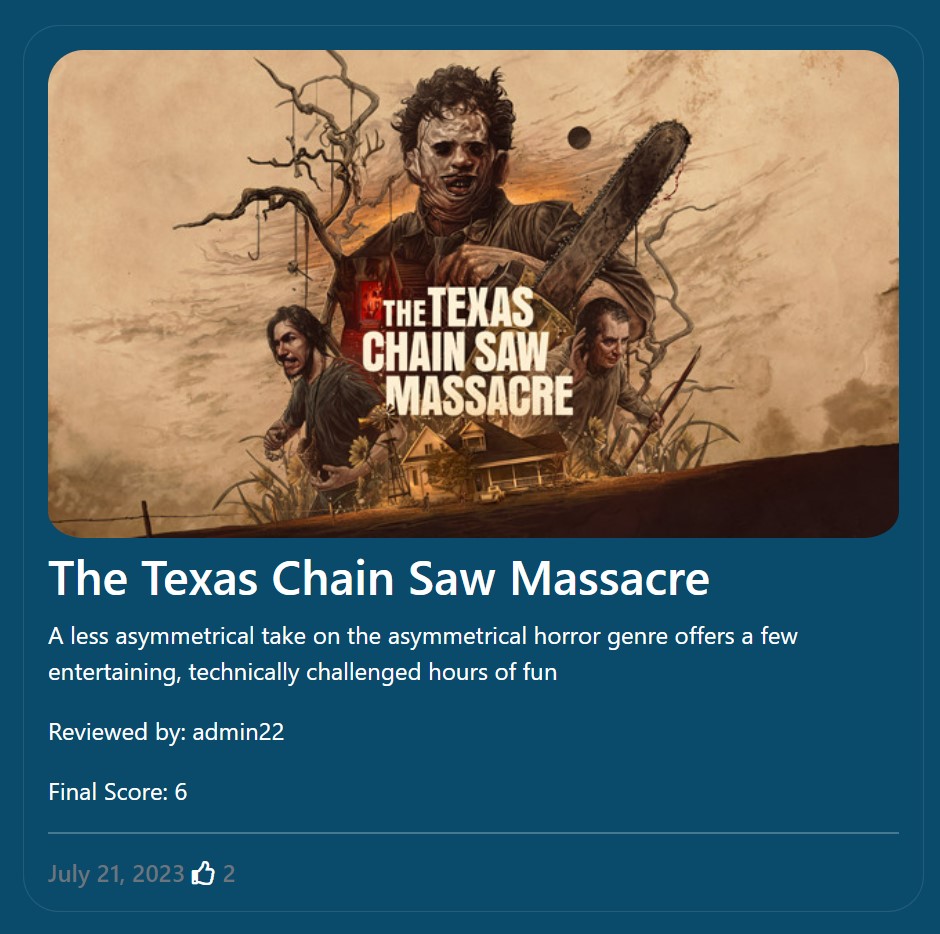 THE TEXAS
CHAIN SAW
MASSACRE
The Texas Chain Saw Massacre
A less asymmetrical take on the asymmetrical horror genre offers a few
entertaining, technically challenged hours of fun
Reviewed by: admin22
Final Score: 6
July 21, 2023 2